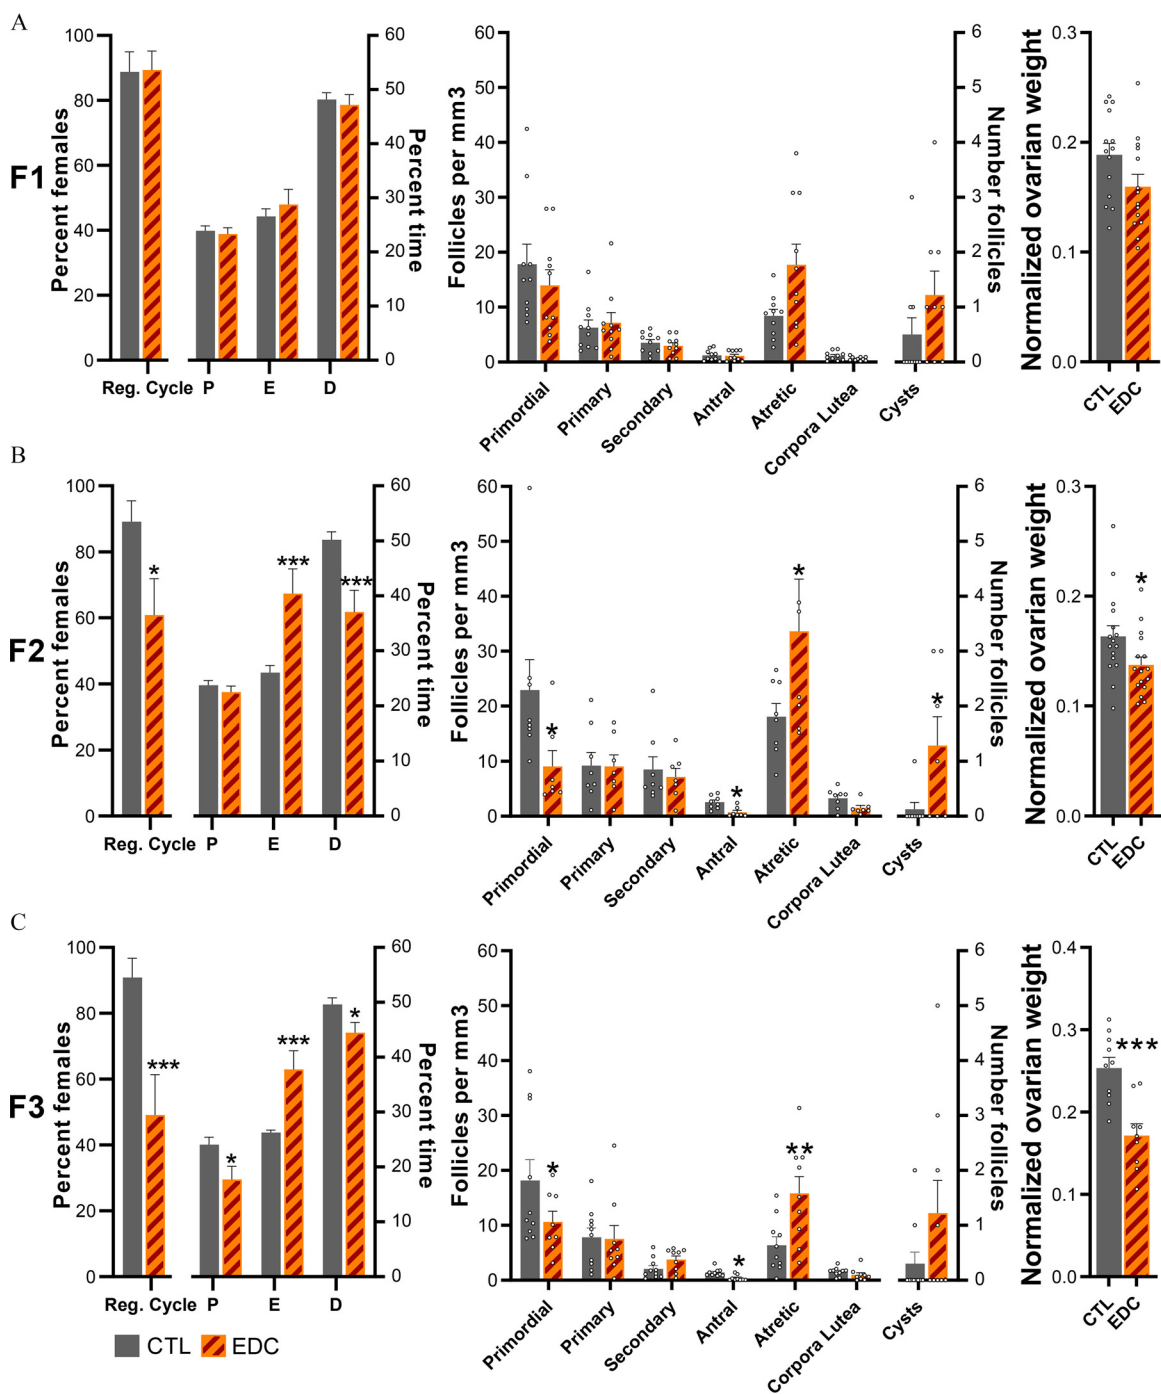 A
F1
Percent females
100
80
60
40
20
0
Reg. Cycle
P
E
D
60
50
40
30
20
10
0
Percent time
Follicles per mm3
60
50
40
30
20
10
0
Primordial
Primary
Secondary
Antral
Atretic
Corpora Lutea
Cysts
6
5
4
3
2
1
0
Number follicles
Normalized ovarian weight
0.3
0.2
0.1
0.0
CTL
EDC
B
F2
Percent females
100
80
60
40
20
0
*
***
***
Reg. Cycle
P
E
D
60
50
40
30
20
10
0
Percent time
Follicles per mm3
60
50
40
30
20
10
0
*
*
*
*
Primordial
Primary
Secondary
Antral
Atretic
Corpora Lutea
Cysts
6
5
4
3
2
1
0
Number follicles
Normalized ovarian weight
0.3
0.2
0.1
0.0
*
CTL
EDC
C
F3
Percent females
100
80
60
40
20
0
***
*
***
*
Reg. Cycle
P
E
D
60
50
40
30
20
10
0
Percent time
Follicles per mm3
60
50
40
30
20
10
0
*
*
**
Primordial
Primary
Secondary
Antral
Atretic
Corpora Lutea
Cysts
6
5
4
3
2
1
0
Number follicles
Normalized ovarian weight
0.4
0.3
0.2
0.1
0.0
***
CTL
EDC
CTL
EDC